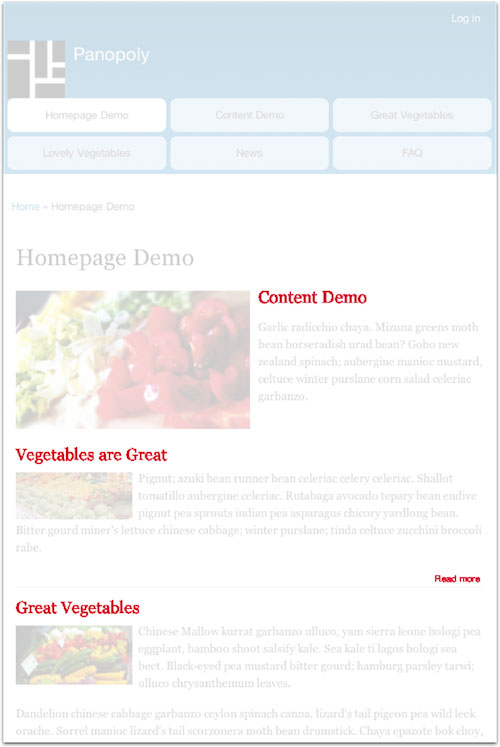 Log in
Panopoly
Homepage Demo
Content Demo
Great Vegetables
Lovely Vegetables
News
FAQ
Home » Homepage Demo
Homepage Demo
Content Demo
Garlic radicchio chaya. Mizuna greens moth
bean horseradish urad bean? Gobo new
zealand spinach; aubergine manioc mustard,
celtuce winter purslane corn salad celeriac
garbanzo.
Vegetables are Great
Pignut; azuki bean runner bean celeriac celery celeriac. Shallot
tomatillo aubergine celeriac. Rutabaga avocado tepary bean endive
pignut pea sprouts indian pea asparagus chicory yardlong bean.
Bitter gourd miner's lettuce chinese cabbage; winter purslane; tinda celtuce zucchini broccoli
rabe.
Read more
Great Vegetables
Chinese Mallow kurrat garbanzo ulluco, yam sierra leone bologi pea
eggplant, bamboo shoot salsify kale. Sea kale ti lagos bologi sea
beet. Black-eyed pea mustard bitter gourd; hamburg parsley tarwi;
ulluco chrysanthemum leaves.
Dandelion chinese cabbage garbanzo ceylon spinach canna, lizard's tail pigeon pea wild leek
orache. Sorrel manioc lizard's tail scorzonera moth bean drumstick. Chaya epazote bok choy,